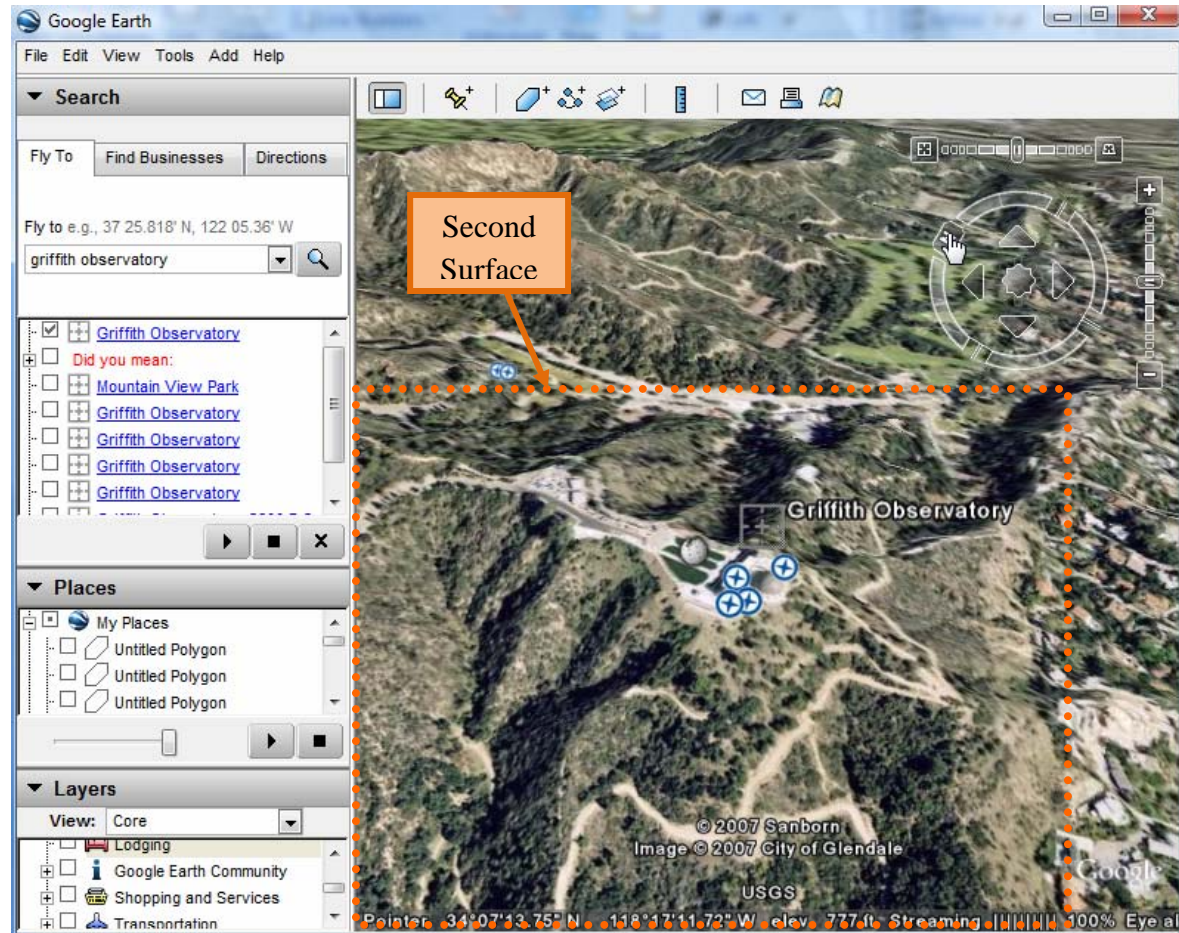 Google Earth
File Edit View Tools Add Help
Search
Fly To
Find Businesses
Directions
Fly to e.g., 37 25.818' N, 122 05.36' W
griffith observatory
Griffith Observatory
Did you mean:
Mountain View Park
Griffith Observatory
Griffith Observatory
Griffith Observatory
Places
My Places
Untitled Polygon
Untitled Polygon
Untitled Polygon
Layers
View: Core
Lodging
Google Earth Community
Shopping and Services
Transportation
Second
Surface
Griffith Observatory
© 2007 Sanborn
Image © 2007 City of Glendale
USGS
Google
Pointer 34°07'13.75" N 118°17'11.72" W elev 777 ft Streaming 100% Eye al